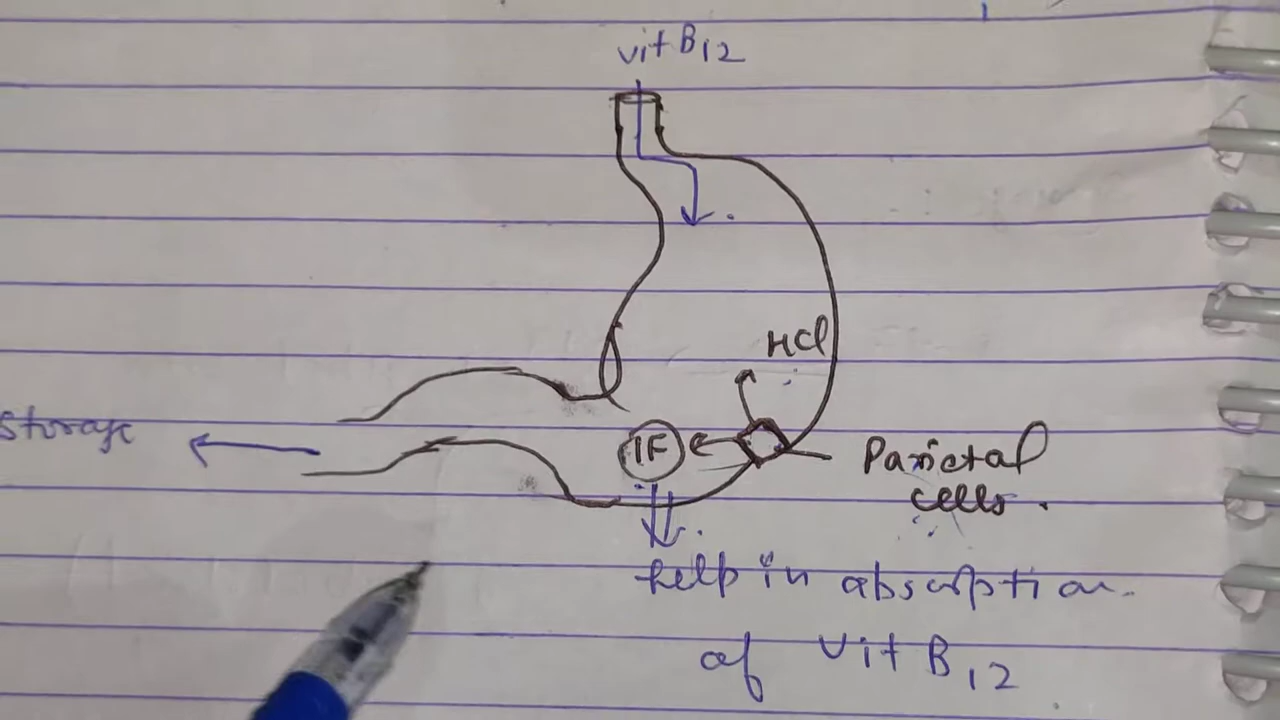 vit B12
HCl
Storage
IF
Parietal
cells.
help in absorption.
of Vit B12